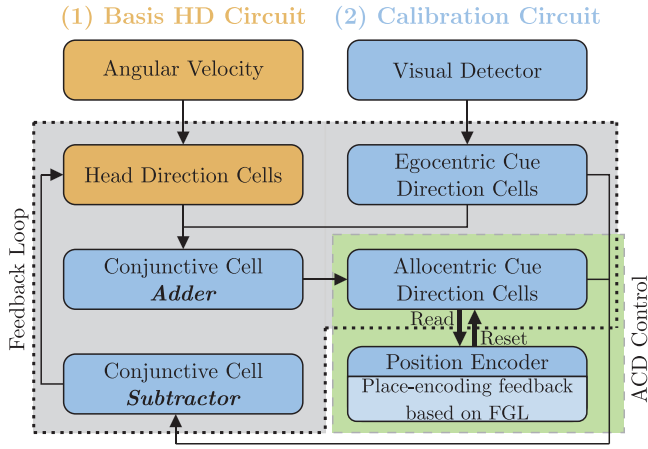 (1) Basis HD Circuit
(2) Calibration Circuit
Angular Velocity
Visual Detector
Head Direction Cells
Egocentric Cue
Direction Cells
Feedback Loop
Conjunctive Cell
Adder
Allocentric Cue
Direction Cells
Read
Reset
ACD Control
Conjunctive Cell
Subtractor
Position Encoder
Place-encoding feedback
based on FGL